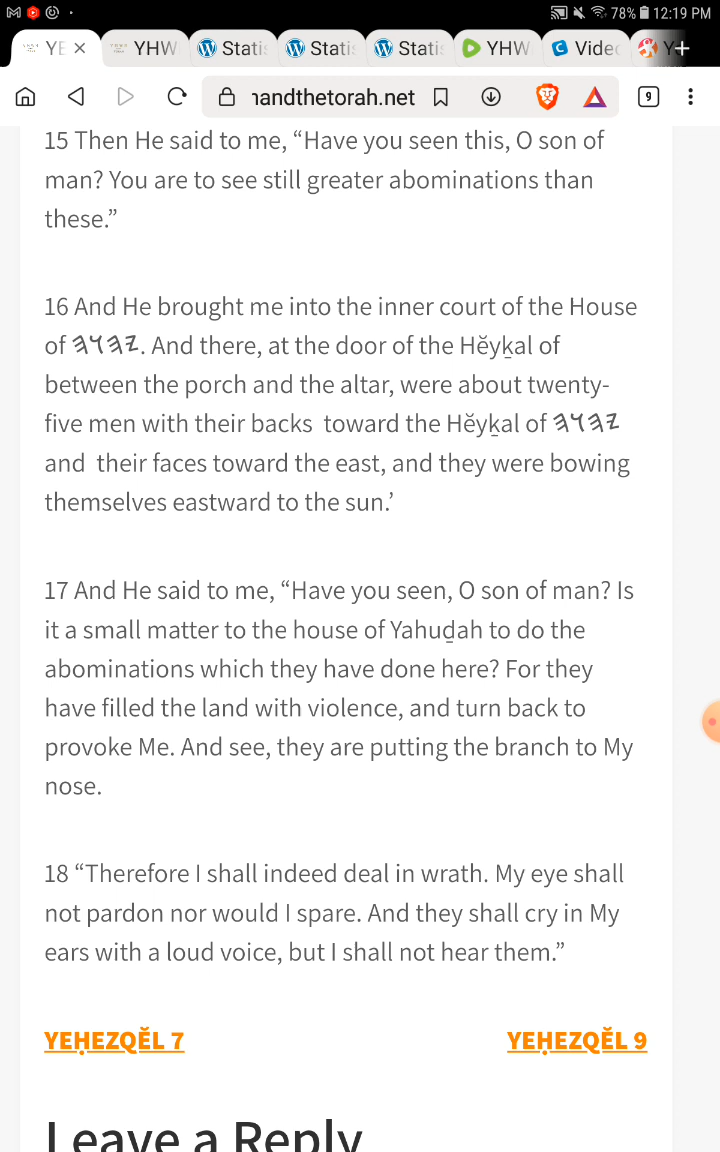 78% 12:19 PM
YE × YHW Statis Statis Statis YHW Videc Y+
handthetorah.net 9
15 Then He said to me, “Have you seen this, O son of
man? You are to see still greater abominations than
these.”
16 And He brought me into the inner court of the House
of 𐤉𐤄𐤅𐤄. And there, at the door of the Hĕyḵal of
between the porch and the altar, were about twenty-
five men with their backs toward the Hĕyḵal of 𐤉𐤄𐤅𐤄
and their faces toward the east, and they were bowing
themselves eastward to the sun.’
17 And He said to me, “Have you seen, O son of man? Is
it a small matter to the house of Yahuḏah to do the
abominations which they have done here? For they
have filled the land with violence, and turn back to
provoke Me. And see, they are putting the branch to My
nose.
18 “Therefore I shall indeed deal in wrath. My eye shall
not pardon nor would I spare. And they shall cry in My
ears with a loud voice, but I shall not hear them.”
YEḤEZQĔL 7 YEḤEZQĔL 9
Leave a Reply